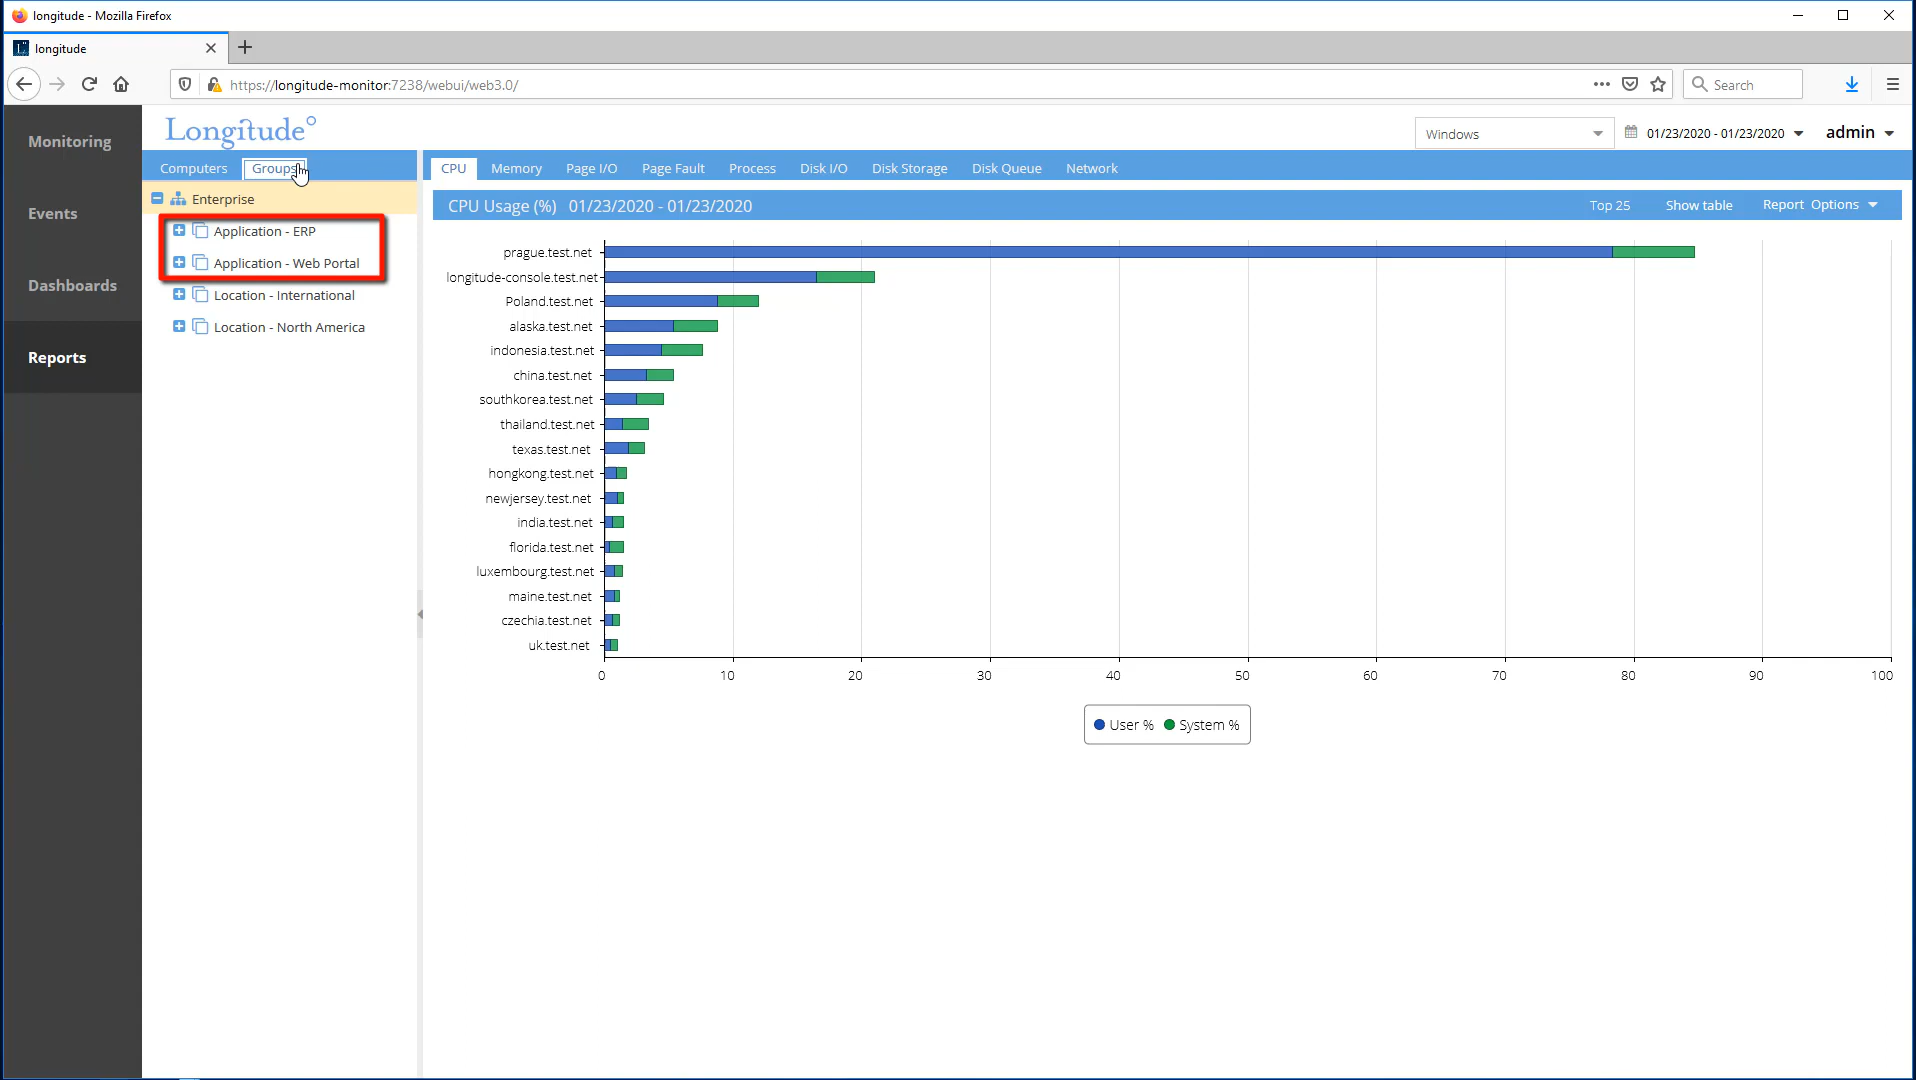 longitude - Mozilla Firefox
longitude
https://longitude-monitor:7238/webui/web3.0/
Search
Longitude°
Windows
01/23/2020 - 01/23/2020
admin
Monitoring
Events
Dashboards
Reports
Computers
Groups
Enterprise
Application - ERP
Application - Web Portal
Location - International
Location - North America
CPU Memory Page I/O Page Fault Process Disk I/O Disk Storage Disk Queue Network
CPU Usage (%) 01/23/2020 - 01/23/2020
Top 25 Show table Report Options
prague.test.net
longitude-console.test.net
Poland.test.net
alaska.test.net
indonesia.test.net
china.test.net
southkorea.test.net
thailand.test.net
texas.test.net
hongkong.test.net
newjersey.test.net
india.test.net
florida.test.net
luxembourg.test.net
maine.test.net
czechia.test.net
uk.test.net
0 10 20 30 40 50 60 70 80 90 100
User % System %